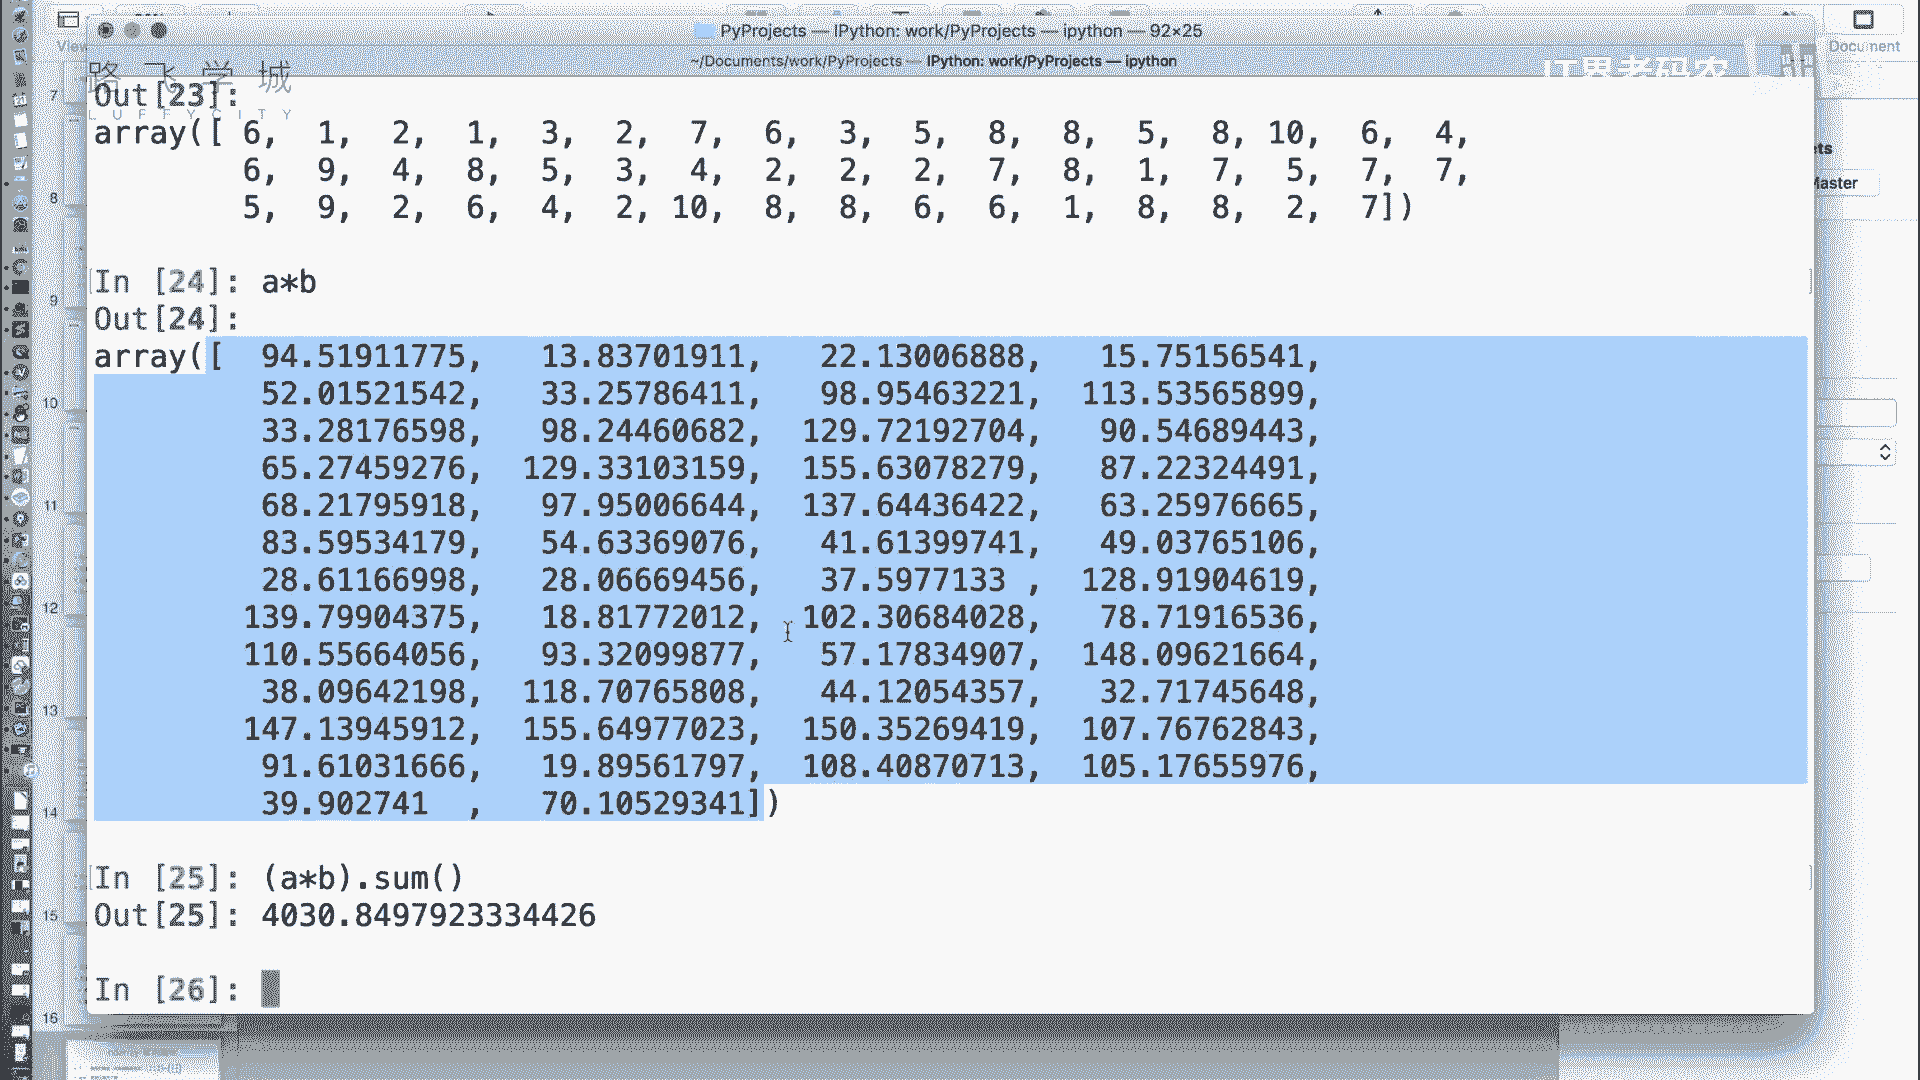 PyProjects — IPython: work/PyProjects — ipython — 92×25
~/Documents/work/PyProjects — IPython: work/PyProjects — ipython
View
Document
路飞学城
LUFFYCITY
IT界老码农
Out[23]:
array([ 6,  1,  2,  1,  3,  2,  7,  6,  3,  5,  8,  8,  5,  8, 10,  6,  4,
6,  9,  4,  8,  5,  3,  4,  2,  2,  2,  7,  8,  1,  7,  5,  7,  7,
5,  9,  2,  6,  4,  2, 10,  8,  8,  6,  6,  1,  8,  8,  2,  7])
In [24]: a*b
Out[24]:
array([  94.51911775,   13.83701911,   22.13006888,   15.75156541,
52.01521542,   33.25786411,   98.95463221,  113.53565899,
33.28176598,   98.24460682,  129.72192704,   90.54689443,
65.27459276,  129.33103159,  155.63078279,   87.22324491,
68.21795918,   97.95006644,  137.64436422,   63.25976665,
83.59534179,   54.63369076,   41.61399741,   49.03765106,
28.61166998,   28.06669456,   37.5977133 ,  128.91904619,
139.79904375,   18.81772012,  102.30684028,   78.71916536,
110.55664056,   93.32099877,   57.17834907,  148.09621664,
38.09642198,  118.70765808,   44.12054357,   32.71745648,
147.13945912,  155.64977023,  150.35269419,  107.76762843,
91.61031666,   19.89561797,  108.40870713,  105.17655976,
39.902741  ,   70.10529341])
In [25]: (a*b).sum()
Out[25]: 4030.8497923334426
In [26]:
7
8
9
10
11
12
13
14
15
16
ets
Master